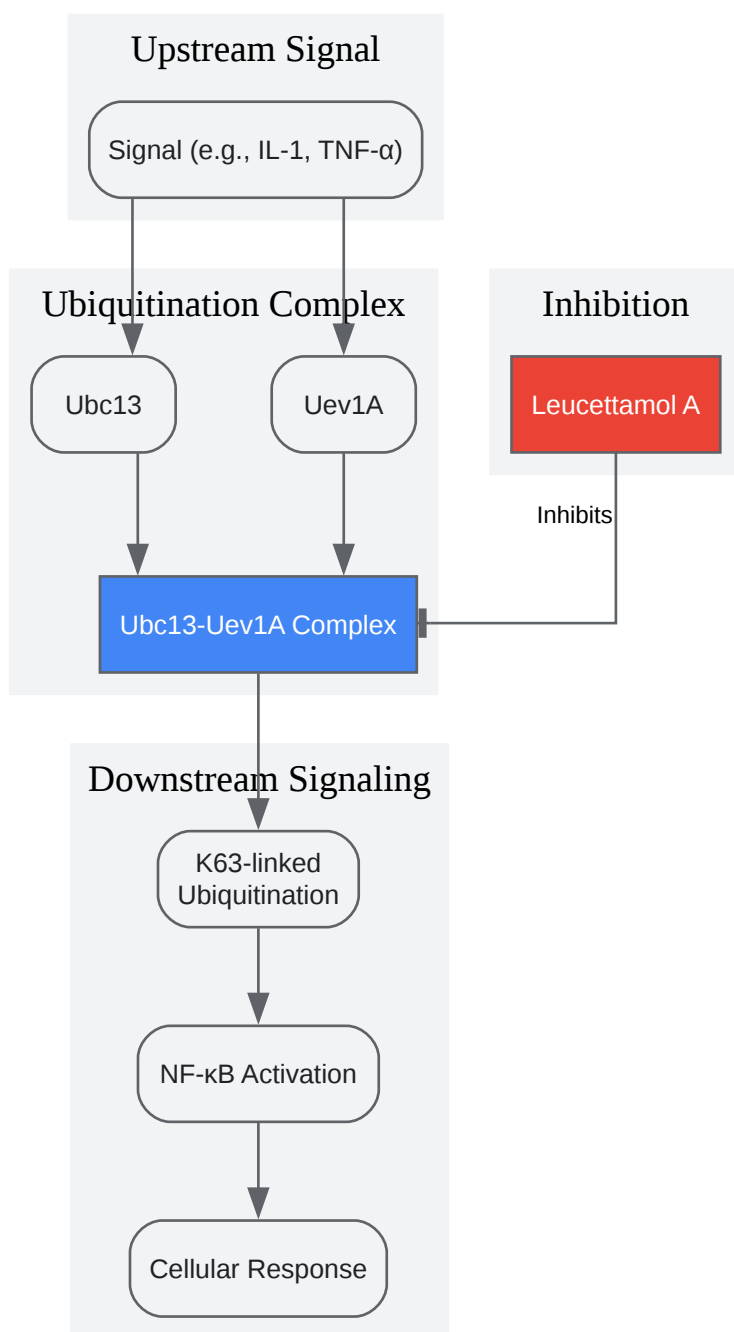 Upstream Signal
Signal (e.g., IL-1, TNF-α)
Ubiquitination Complex
Inhibition
Ubc13
Uev1A
Leucettamol A
Inhibits
Ubc13-Uev1A Complex
Downstream Signaling
K63-linked
Ubiquitination
NF-κB Activation
Cellular Response